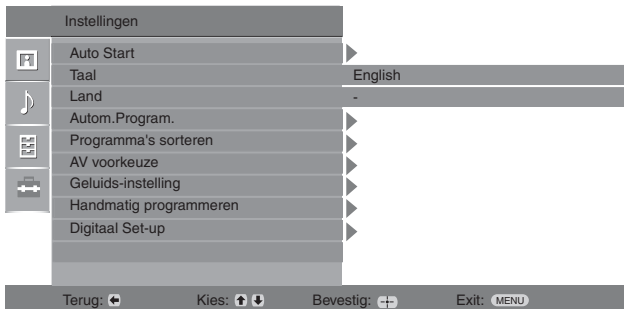 Instellingen
Auto Start
Taal English
Land -
Autom.Program.
Programma's sorteren
AV voorkeuze
Geluids-instelling
Handmatig programmeren
Digitaal Set-up
Terug: Kies: Bevestig: Exit: MENU